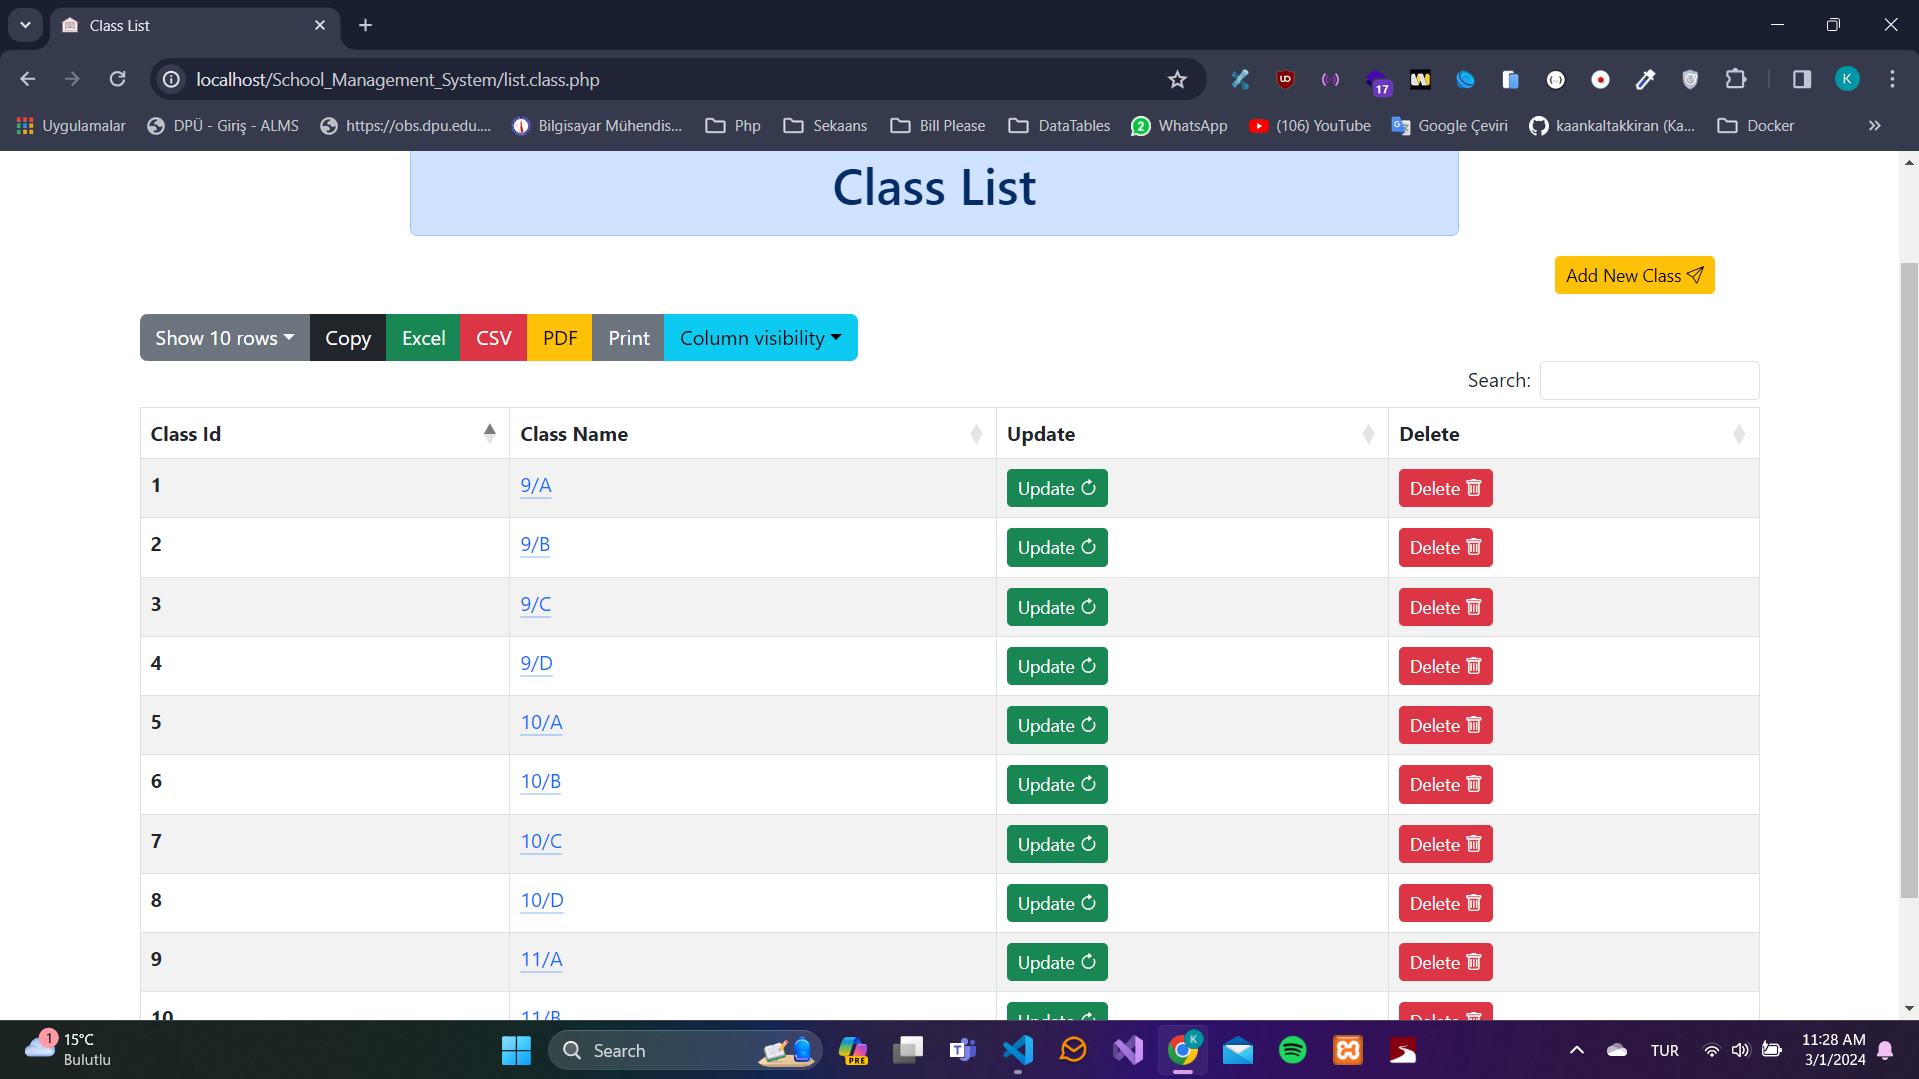 Class List
localhost/School_Management_System/list.class.php
17
K
Uygulamalar DPÜ - Giriş - ALMS https://obs.dpu.edu.... Bilgisayar Mühendis... Php Sekaans Bill Please DataTables WhatsApp (106) YouTube Google Çeviri kaankaltakkiran (Ka... Docker
Class List
Add New Class
Show 10 rows Copy Excel CSV PDF Print Column visibility
Search:
Class Id Class Name Update Delete
1 9/A Update Delete
2 9/B Update Delete
3 9/C Update Delete
4 9/D Update Delete
5 10/A Update Delete
6 10/B Update Delete
7 10/C Update Delete
8 10/D Update Delete
9 11/A Update Delete
10 11/B Update Delete
1 15°C
Bulutlu
Search
PRE
K
TUR
11:28 AM
3/1/2024